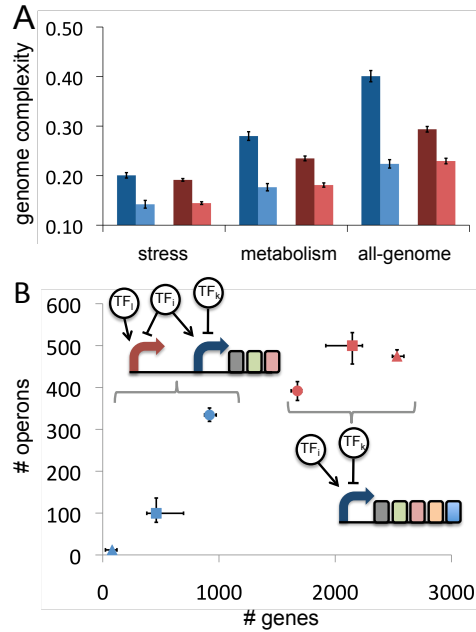 A
genome complexity
0.50
0.40
0.30
0.20
0.10
stress
metabolism
all-genome
B
# operons
600
500
400
300
200
100
0
TFl
TFi
TFk
TFi
TFk
0
1000
2000
3000
# genes